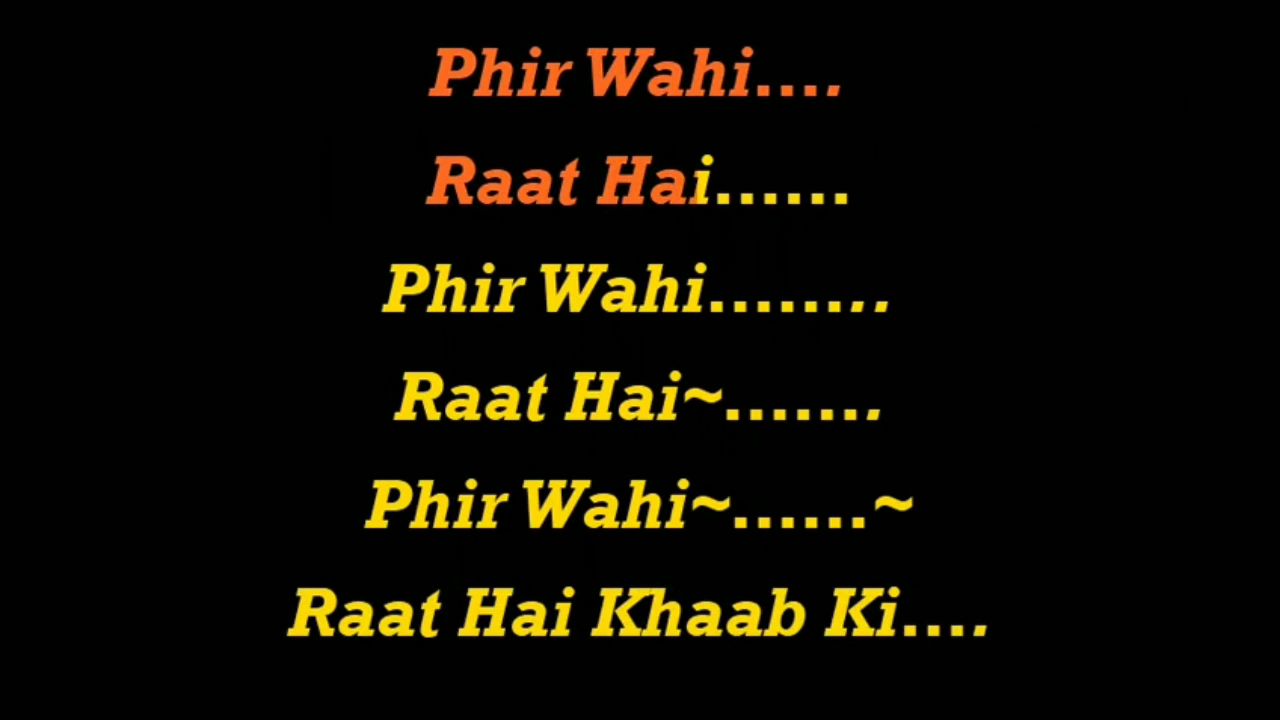 Phir Wahi....
Raat Hai......
Phir Wahi........
Raat Hai~.......
Phir Wahi~......~
Raat Hai Khaab Ki....